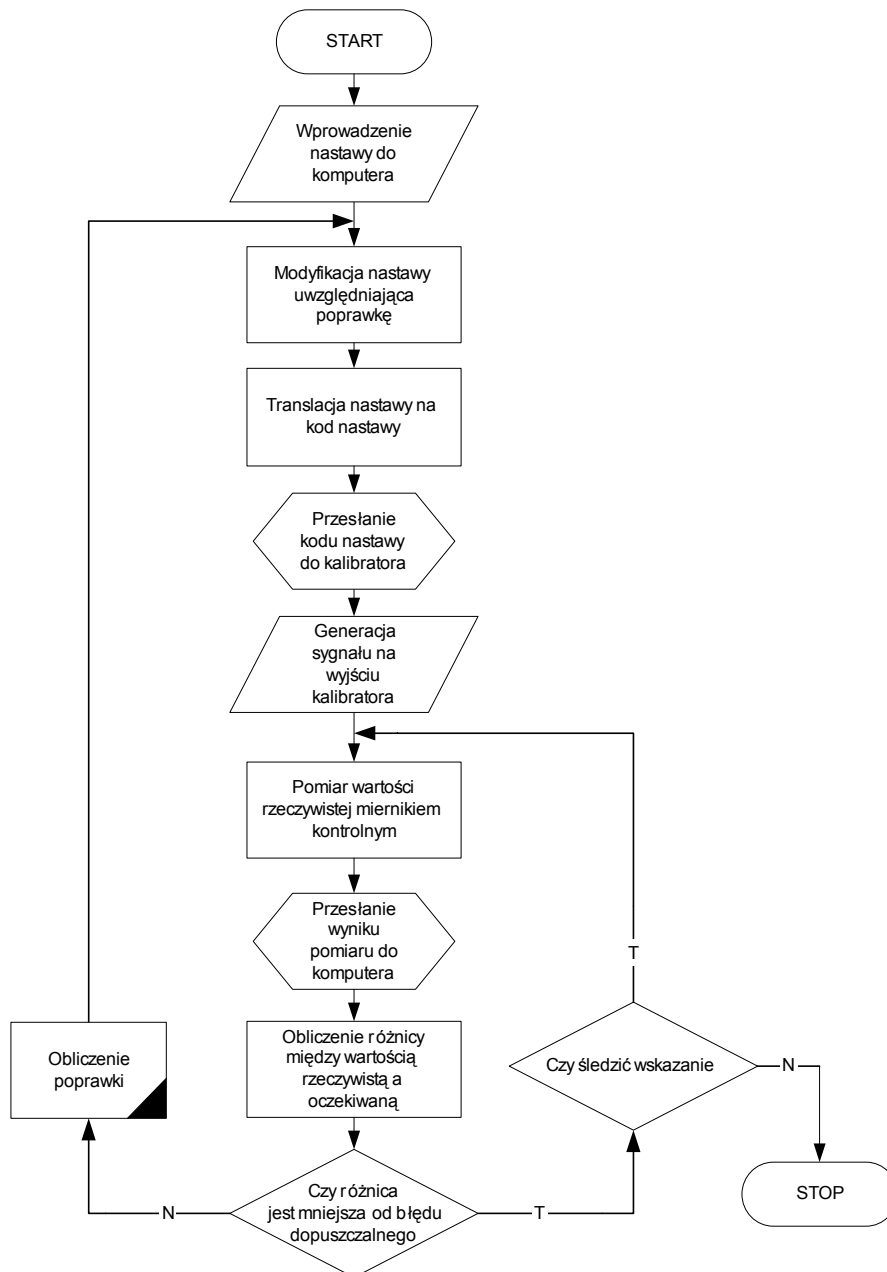 START
Wprowadzenie
nastawy do
komputera
Modyfikacja nastawy
uwzględniająca
poprawkę
Translacja nastawy na
kod nastawy
Przesłanie
kodu nastawy
do kalibratora
Generacja
sygnału na
wyjściu
kalibratora
Pomiar wartości
rzeczywistej miernikiem
kontrolnym
Przesłanie
wyniku
pomiaru do
komputera
T
Obliczenie
poprawki
Obliczenie różnicy
między wartością
rzeczywistą a
oczekiwaną
Czy śledzić wskazanie
N
N
Czy różnica
jest mniejsza od błędu
dopuszczalnego
T
STOP